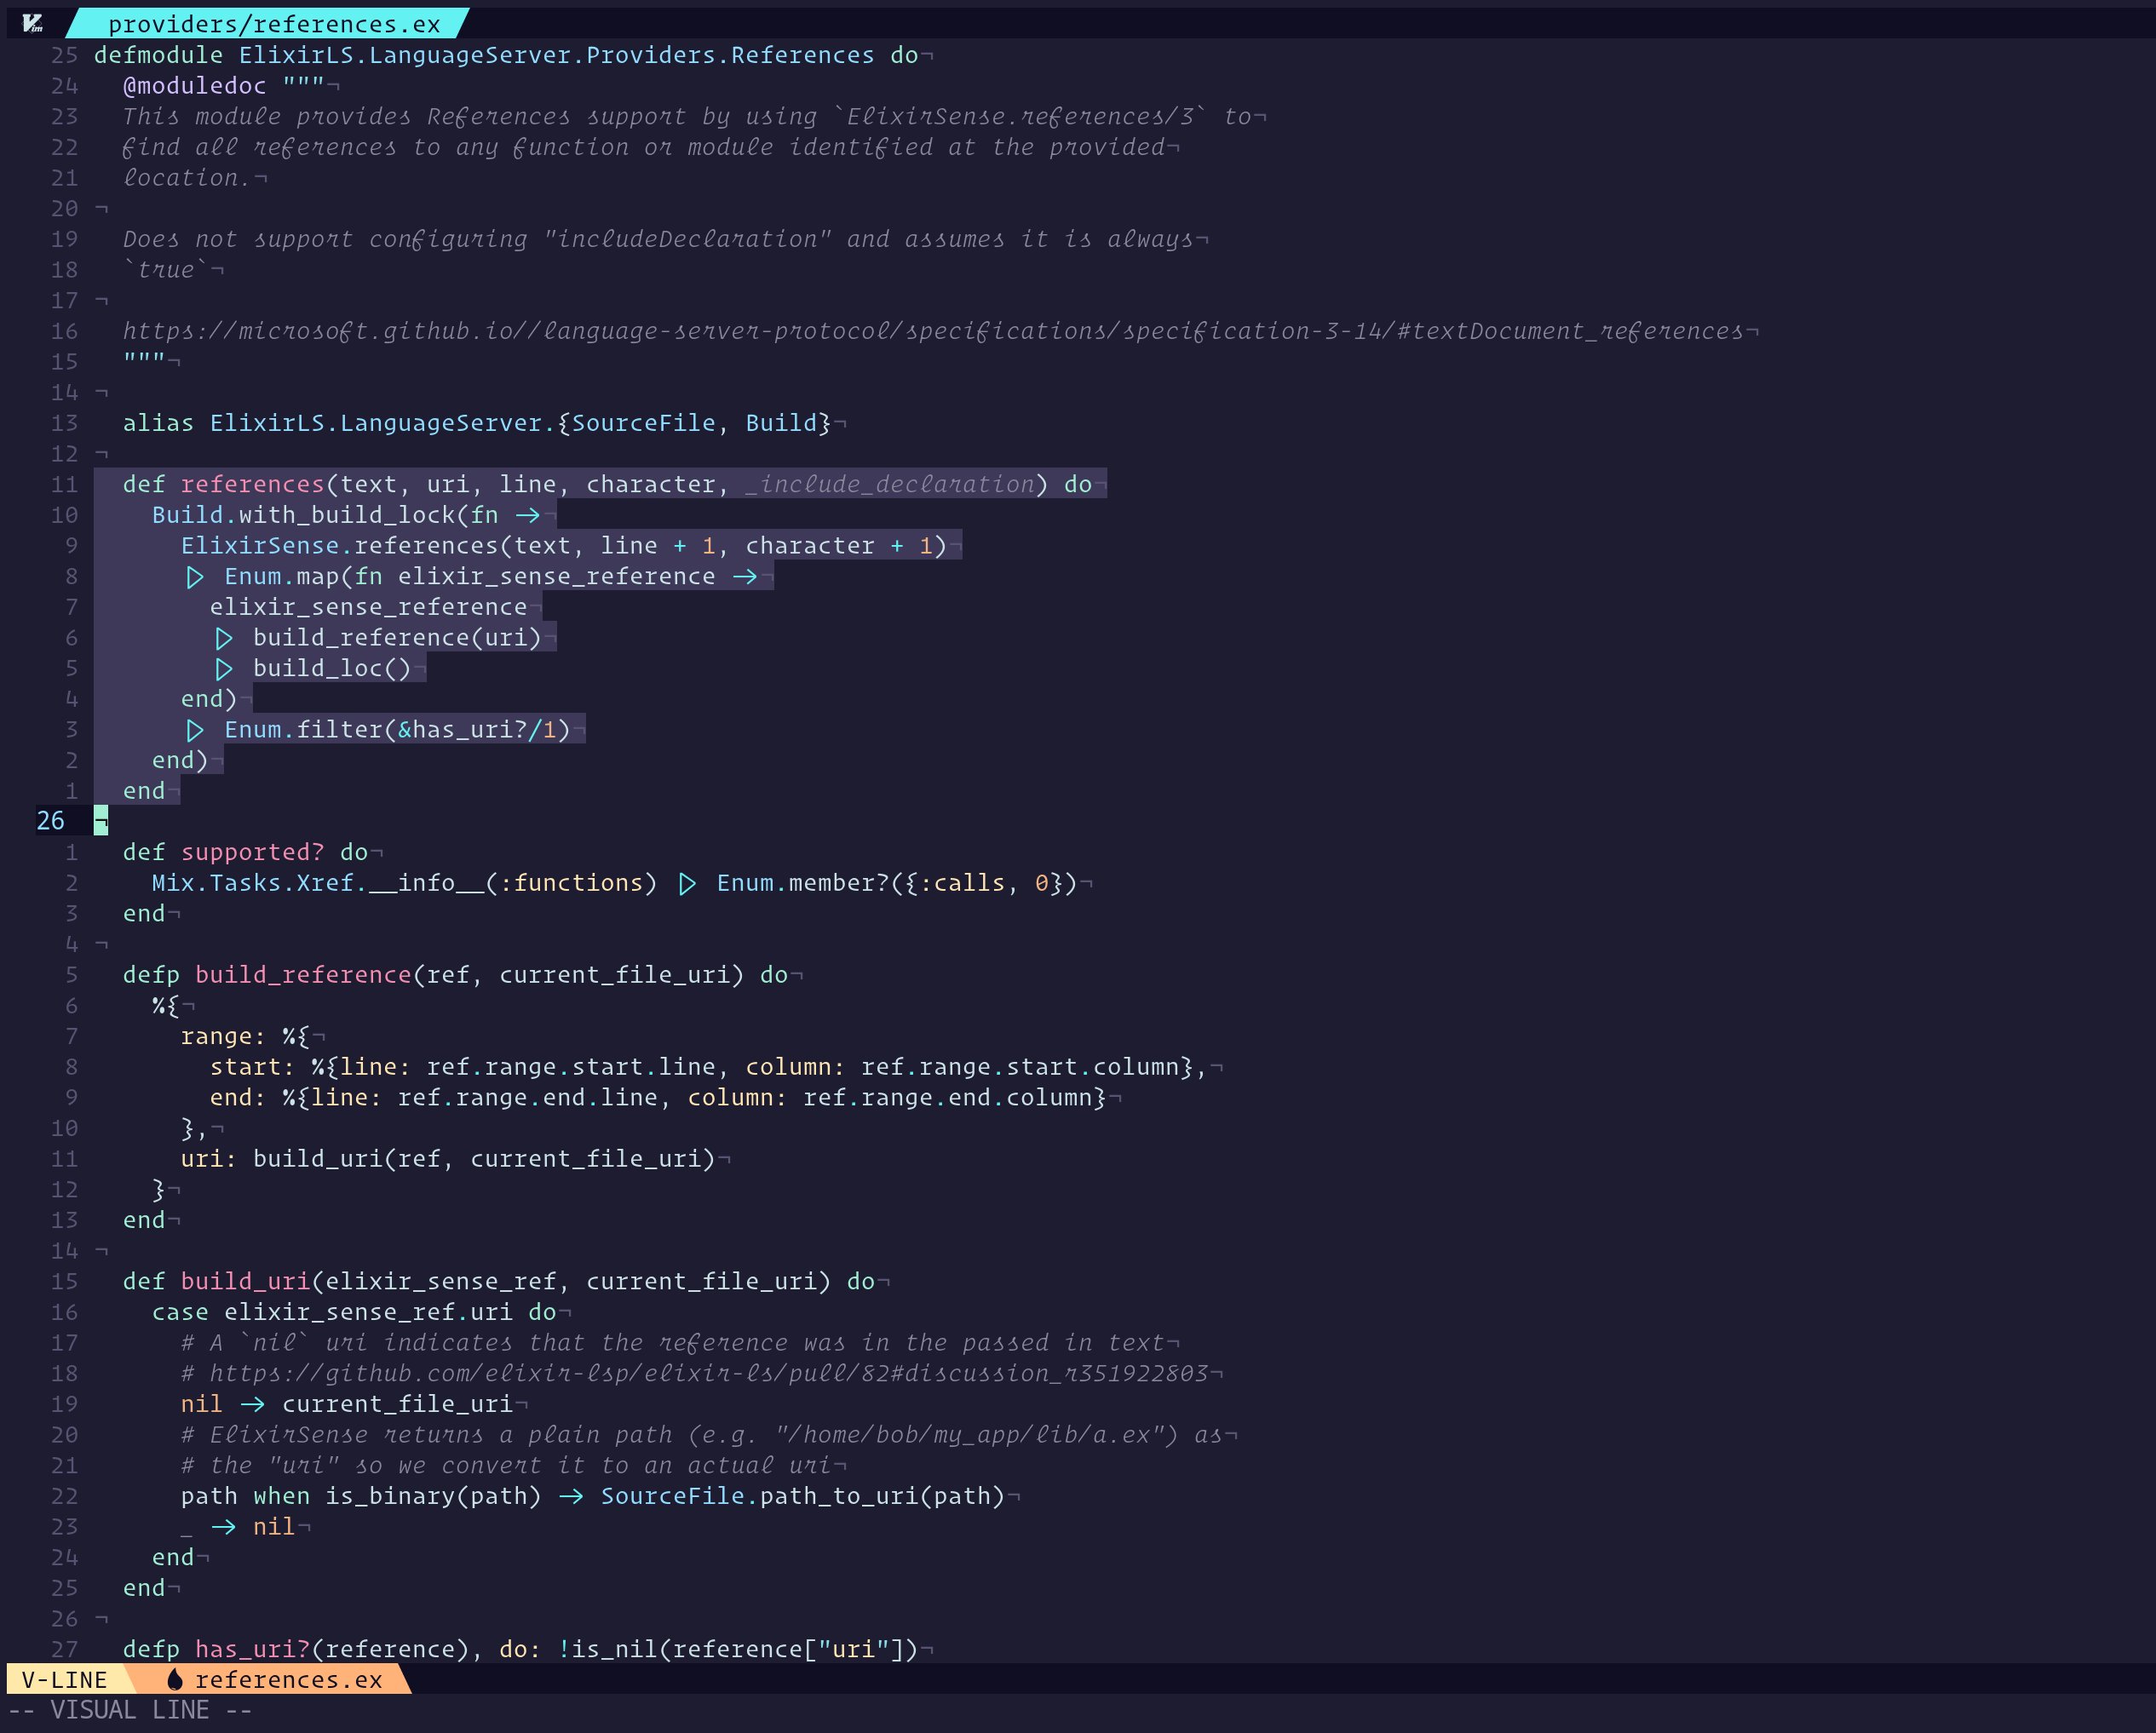 Vim providers/references.ex
25 defmodule ElixirLS.LanguageServer.Providers.References do¬
24   @moduledoc """¬
23   This module provides References support by using `ElixirSense.references/3` to¬
22   find all references to any function or module identified at the provided¬
21   location.¬
20 ¬
19   Does not support configuring "includeDeclaration" and assumes it is always¬
18   `true`¬
17 ¬
16   https://microsoft.github.io//language-server-protocol/specifications/specification-3-14/#textDocument_references¬
15   """¬
14 ¬
13   alias ElixirLS.LanguageServer.{SourceFile, Build}¬
12 ¬
11   def references(text, uri, line, character, _include_declaration) do¬
10     Build.with_build_lock(fn ->¬
9       ElixirSense.references(text, line + 1, character + 1)¬
8       |> Enum.map(fn elixir_sense_reference ->¬
7         elixir_sense_reference¬
6         |> build_reference(uri)¬
5         |> build_loc()¬
4       end)¬
3       |> Enum.filter(&has_uri?/1)¬
2     end)¬
1   end¬
26 ¬
1   def supported? do¬
2     Mix.Tasks.Xref.__info__(:functions) |> Enum.member?({:calls, 0})¬
3   end¬
4 ¬
5   defp build_reference(ref, current_file_uri) do¬
6     %{¬
7       range: %{¬
8         start: %{line: ref.range.start.line, column: ref.range.start.column},¬
9         end: %{line: ref.range.end.line, column: ref.range.end.column}¬
10       },¬
11       uri: build_uri(ref, current_file_uri)¬
12     }¬
13   end¬
14 ¬
15   def build_uri(elixir_sense_ref, current_file_uri) do¬
16     case elixir_sense_ref.uri do¬
17       # A `nil` uri indicates that the reference was in the passed in text¬
18       # https://github.com/elixir-lsp/elixir-ls/pull/82#discussion_r351922803¬
19       nil -> current_file_uri¬
20       # ElixirSense returns a plain path (e.g. "/home/bob/my_app/lib/a.ex") as¬
21       # the "uri" so we convert it to an actual uri¬
22       path when is_binary(path) -> SourceFile.path_to_uri(path)¬
23       _ -> nil¬
24     end¬
25   end¬
26 ¬
27   defp has_uri?(reference), do: !is_nil(reference["uri"])¬
V-LINE references.ex
-- VISUAL LINE --